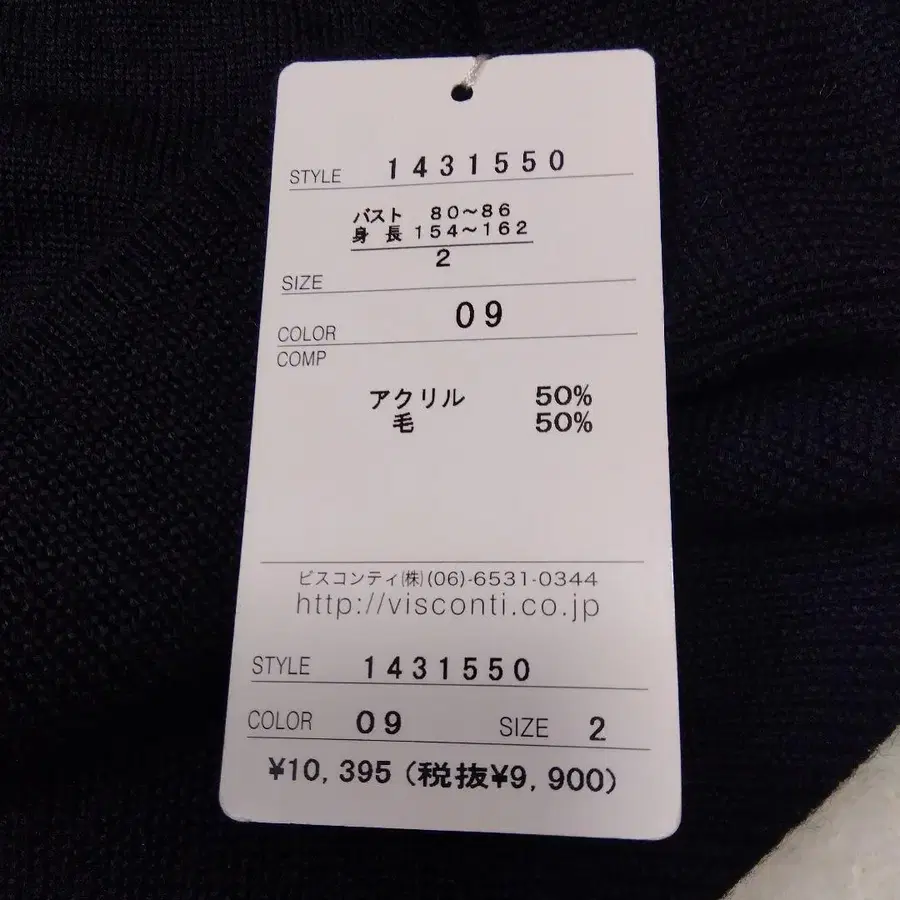 STYLE 1431550
バスト 80～86
身長 154～162
2
SIZE
COLOR 09
COMP
アクリル 50%
毛 50%
ビスコンティ㈱(06)-6531-0344
http://visconti.co.jp
STYLE 1431550
COLOR 09 SIZE 2
¥10,395(税抜¥9,900)